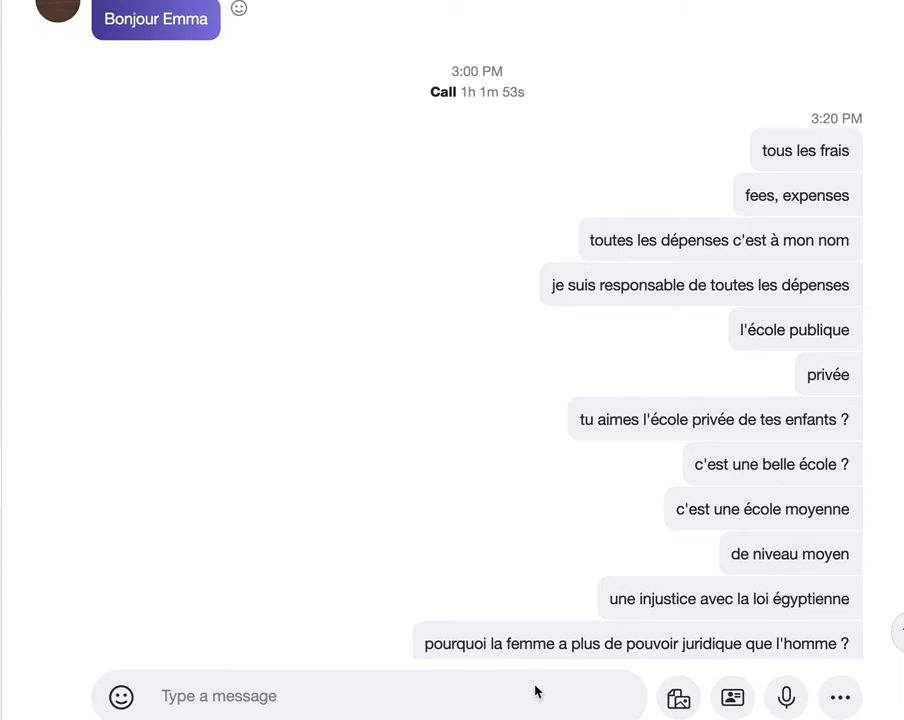 Bonjour Emma
3:00 PM
Call 1h 1m 53s
3:20 PM
tous les frais
fees, expenses
toutes les dépenses c'est à mon nom
je suis responsable de toutes les dépenses
l'école publique
privée
tu aimes l'école privée de tes enfants ?
c'est une belle école ?
c'est une école moyenne
de niveau moyen
une injustice avec la loi égyptienne
pourquoi la femme a plus de pouvoir juridique que l'homme ?
Type a message